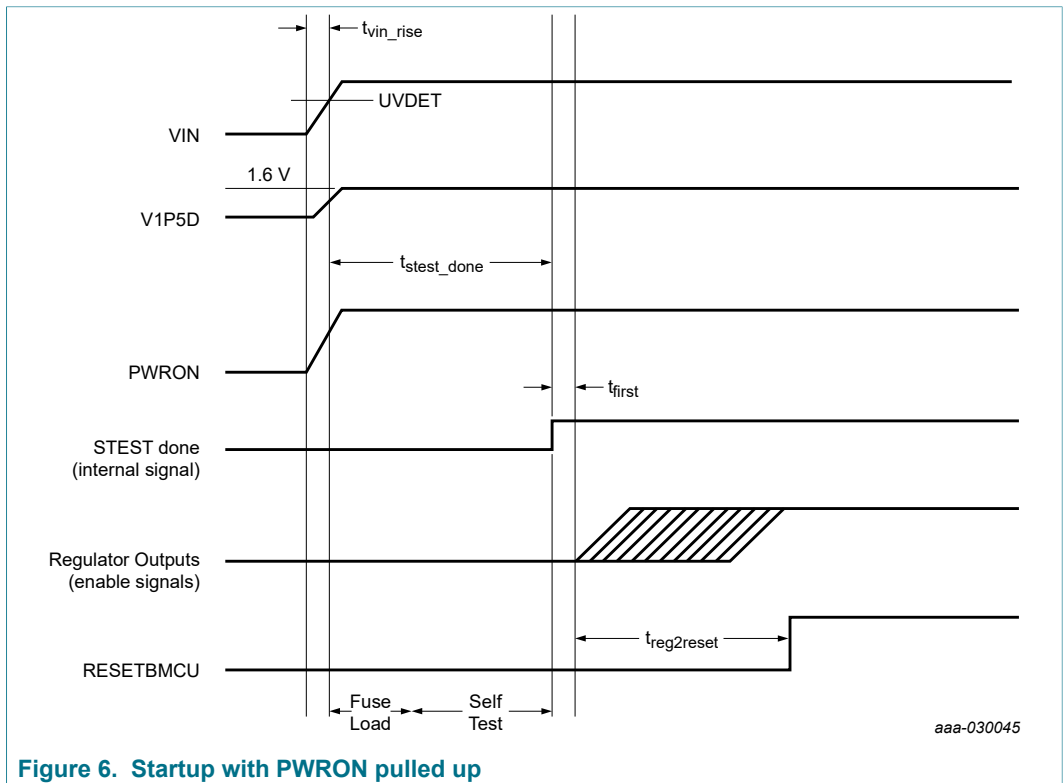 tvin_rise
UVDET
VIN
1.6 V
V1P5D
tstest_done
PWRON
tfirst
STEST done
(internal signal)
Regulator Outputs
(enable signals)
treg2reset
RESETBMCU
Fuse
Load
Self
Test
aaa-030045
Figure 6. Startup with PWRON pulled up